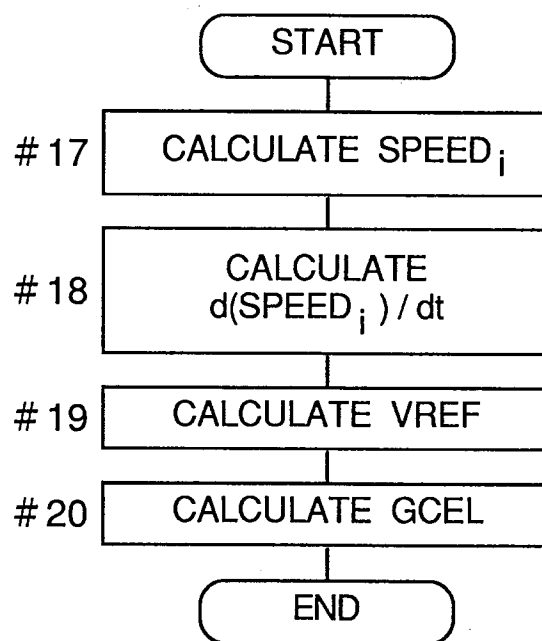 START
#17 CALCULATE SPEEDi
#18 CALCULATE
d(SPEEDi)/dt
#19 CALCULATE VREF
#20 CALCULATE GCEL
END